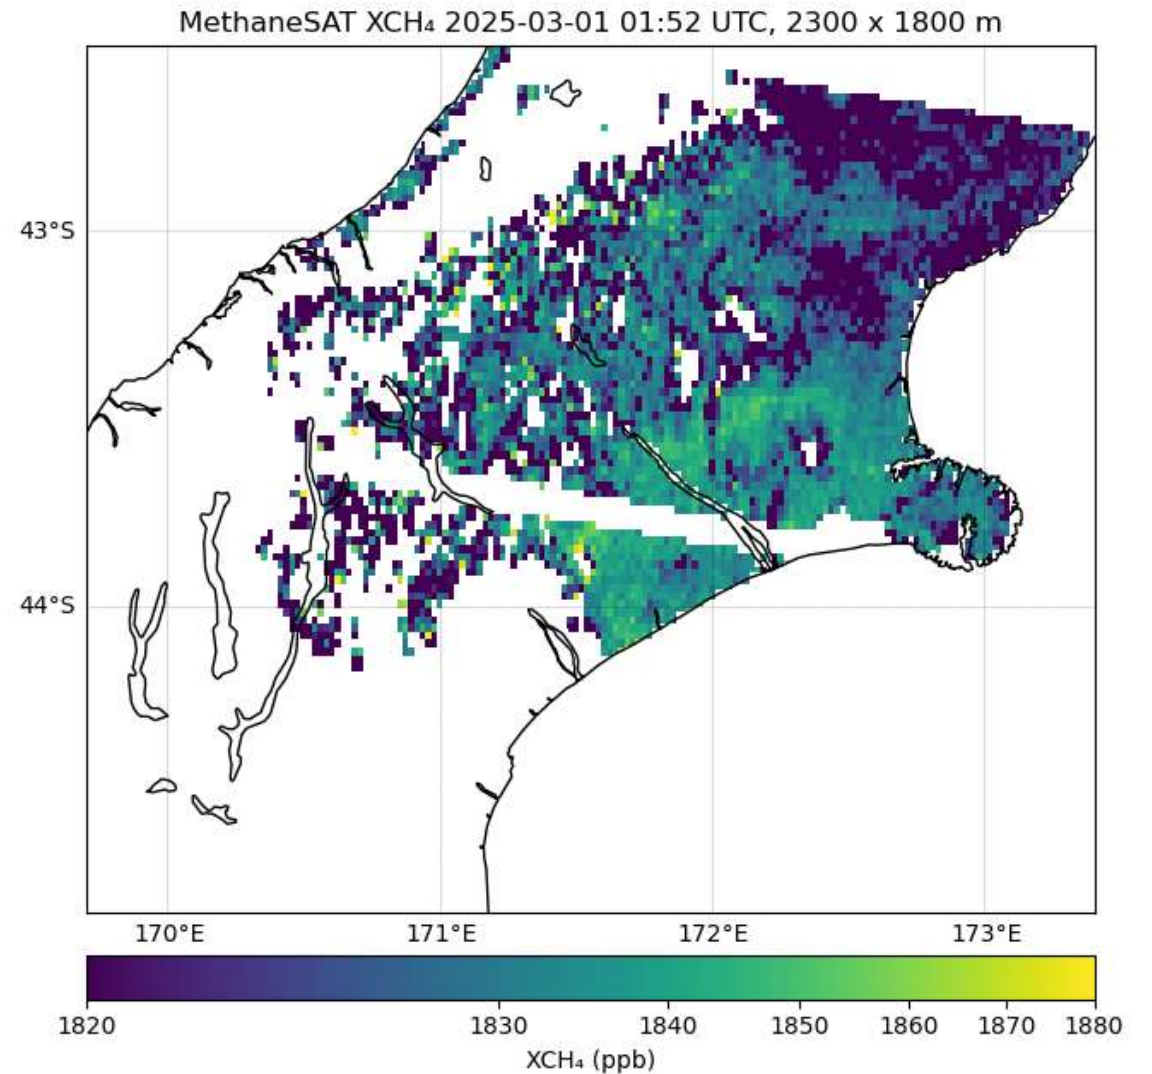 MethaneSAT XCH₄ 2025-03-01 01:52 UTC, 2300 x 1800 m
43°S
44°S
170°E 171°E 172°E 173°E
1820 1830 1840 1850 1860 1870 1880
XCH₄ (ppb)